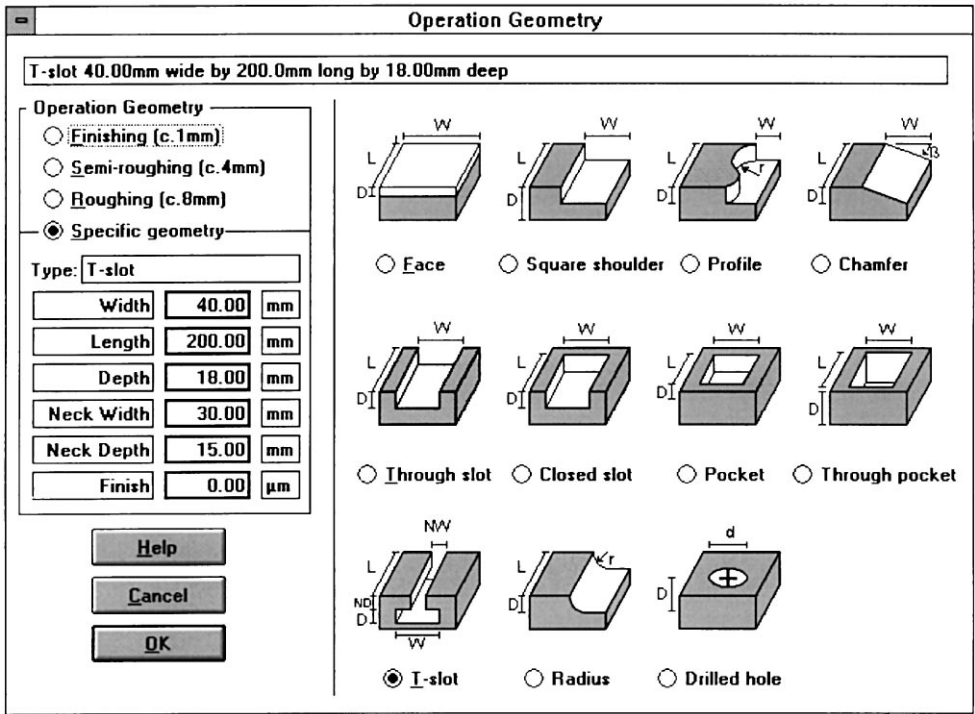 Operation Geometry
T-slot 40.00mm wide by 200.0mm long by 18.00mm deep
Operation Geometry
Finishing (c.1mm)
Semi-roughing (c.4mm)
Roughing (c.8mm)
Specific geometry
Type: T-slot
Width 40.00 mm
Length 200.00 mm
Depth 18.00 mm
Neck Width 30.00 mm
Neck Depth 15.00 mm
Finish 0.00 µm
Help
Cancel
OK
W W W W
L r L β
D D D D
Face Square shoulder Profile Chamfer
W W W W
L L L L
D D D D
Through slot Closed slot Pocket Through pocket
NW d
L L r
ND D D
D
W
T-slot Radius Drilled hole